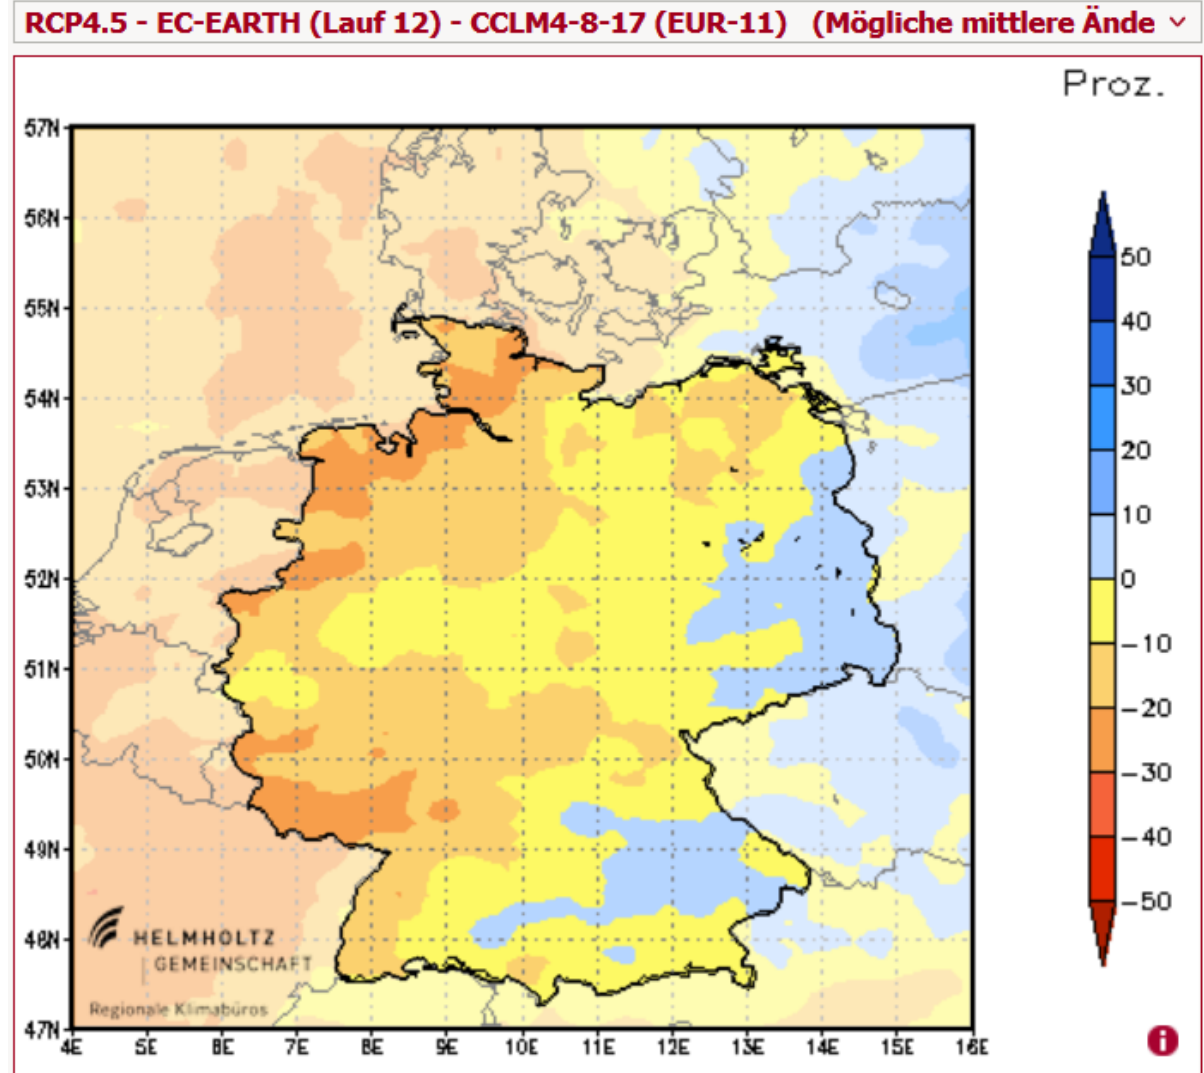 RCP4.5 - EC-EARTH (Lauf 12) - CCLM4-8-17 (EUR-11) (Mögliche mittlere Ände
Proz.
57N
56N
55N
54N
53N
52N
51N
50N
49N
48N
47N
50
40
30
20
10
0
-10
-20
-30
-40
-50
HELMHOLTZ
GEMEINSCHAFT
Regionale Klimabüros
4E 5E 6E 7E 8E 9E 10E 11E 12E 13E 14E 15E 16E
i